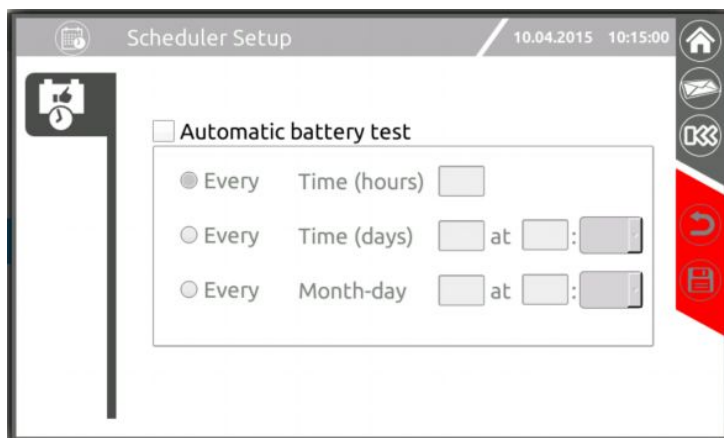 Scheduler Setup 10.04.2015 10:15:00
Automatic battery test
Every Time (hours)
Every Time (days) at :
Every Month-day at :